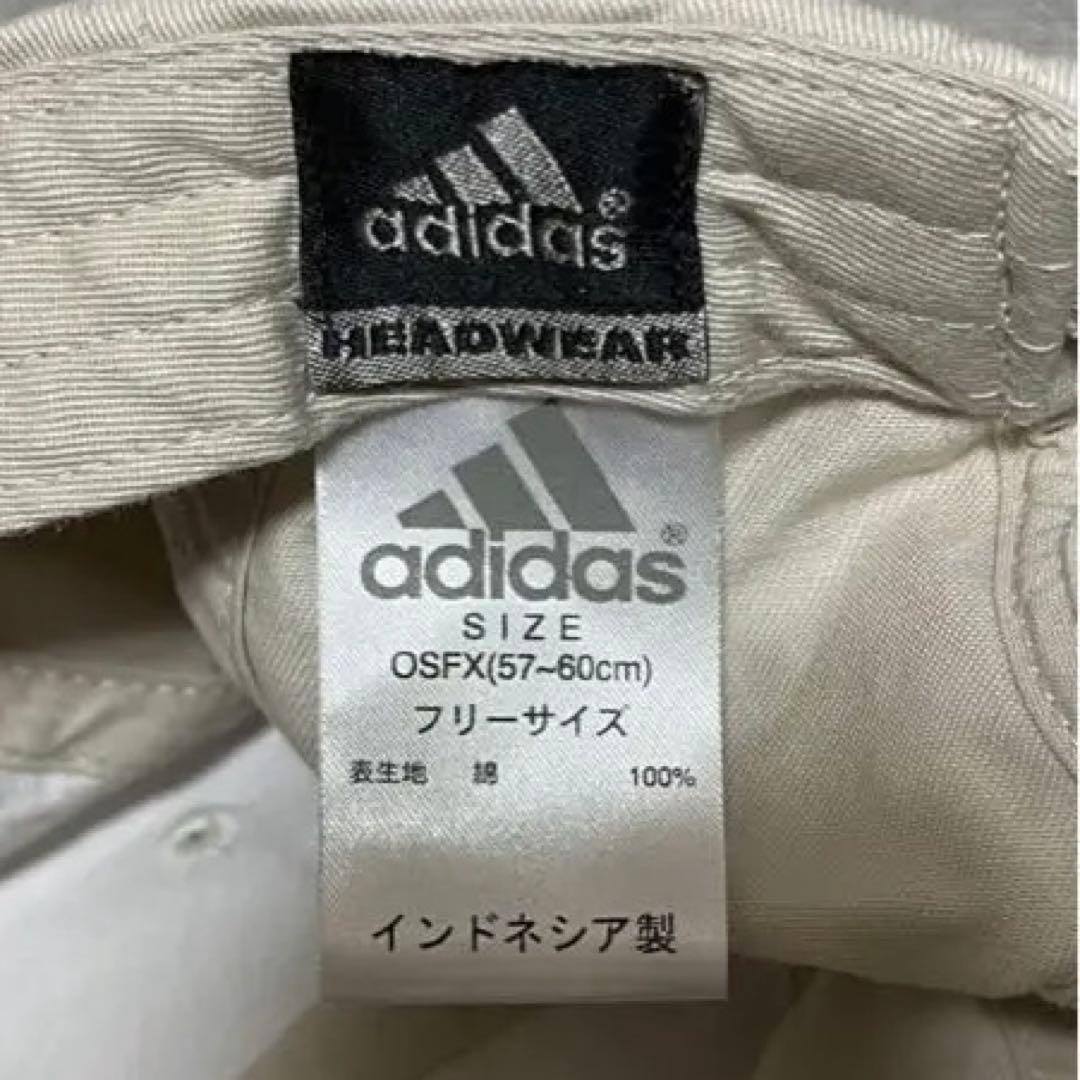 adidas®
HEADWEAR
adidas®
SIZE
OSFX(57~60cm)
フリーサイズ
表生地 綿 100%
インドネシア製